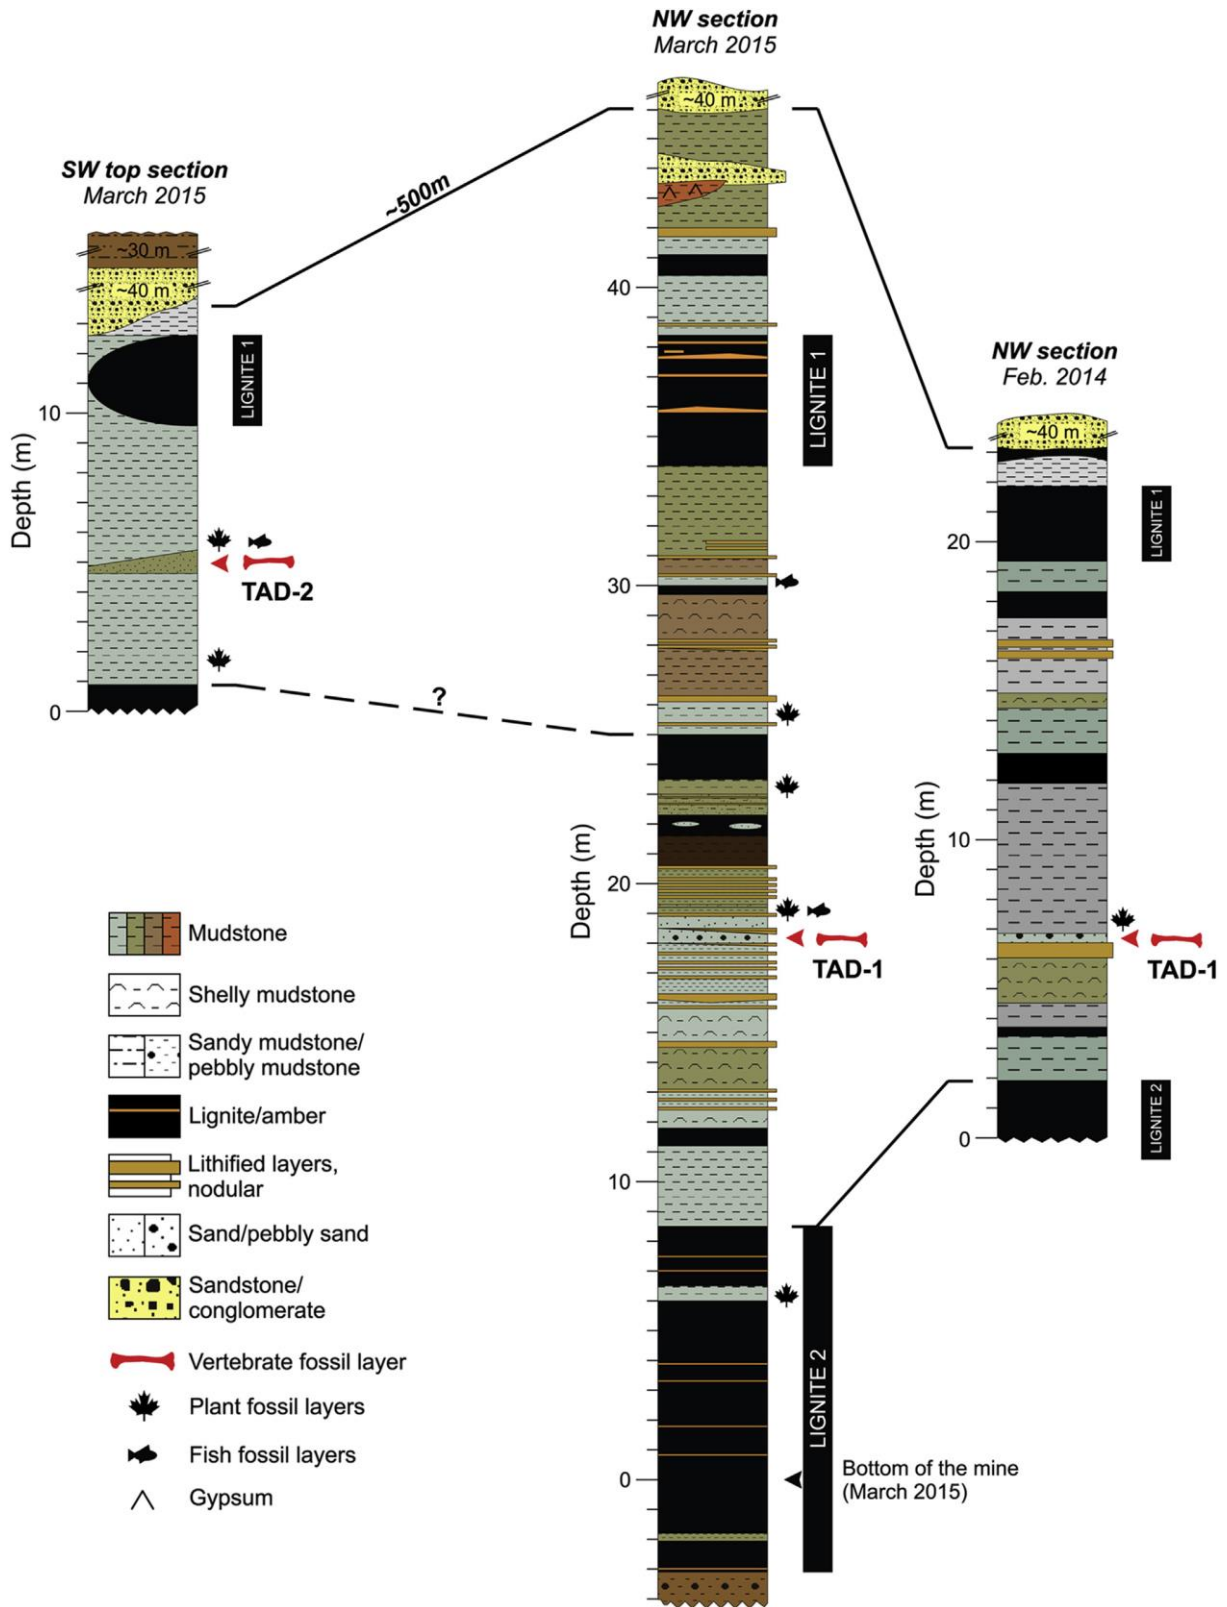 NW section
March 2015
~40 m
SW top section
March 2015
~500m
~30 m
~40 m
LIGNITE 1
10
Depth (m)
TAD-2
0
?
40
LIGNITE 1
30
Depth (m)
20
TAD-1
10
LIGNITE 2
0
Bottom of the mine
(March 2015)
NW section
Feb. 2014
~40 m
LIGNITE 1
20
Depth (m)
10
TAD-1
LIGNITE 2
0
Mudstone
Shelly mudstone
Sandy mudstone/
pebbly mudstone
Lignite/amber
Lithified layers,
nodular
Sand/pebbly sand
Sandstone/
conglomerate
Vertebrate fossil layer
Plant fossil layers
Fish fossil layers
Gypsum